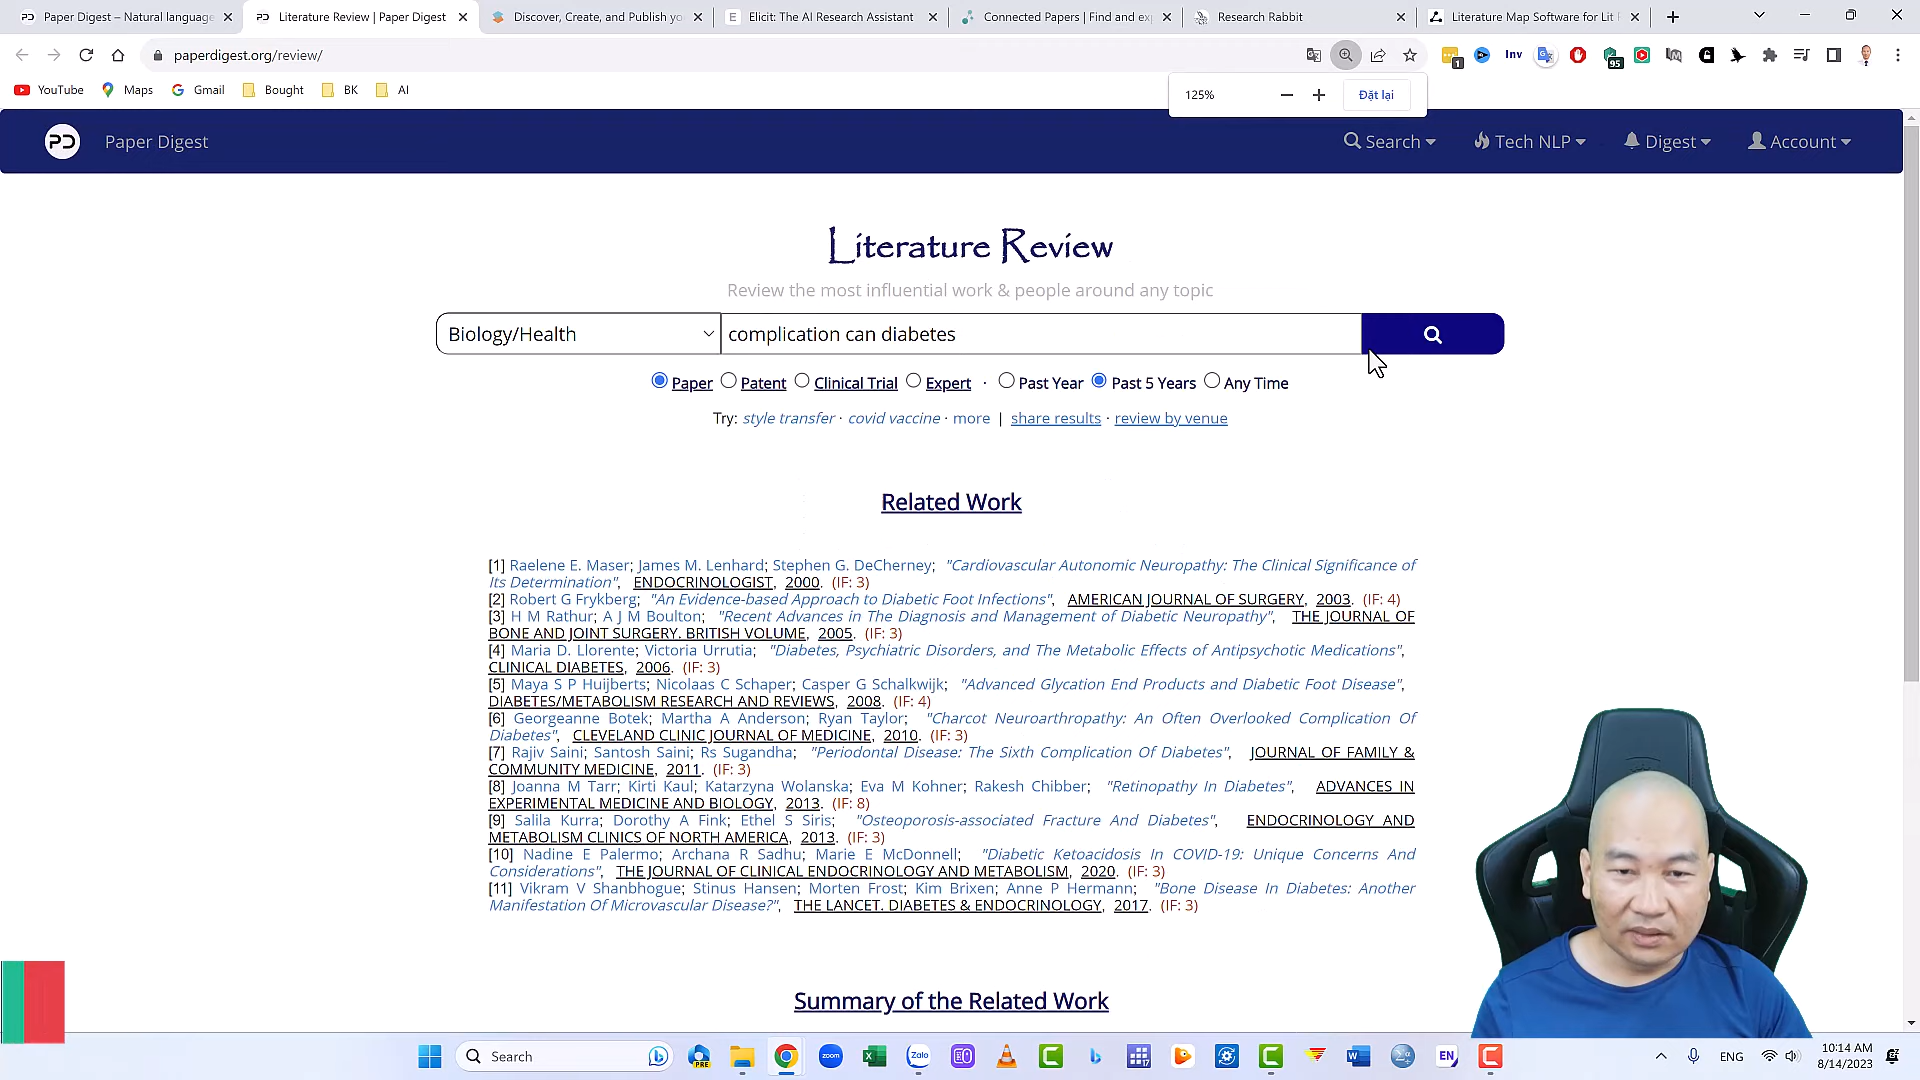 Paper Digest – Natural language
Literature Review | Paper Digest
Discover, Create, and Publish yo
Elicit: The AI Research Assistant
Connected Papers | Find and exp
Research Rabbit
Literature Map Software for Lit
paperdigest.org/review/
1
Inv
95
YouTube
Maps
Gmail
Bought
BK
AI
125%
Đặt lại
PD
Paper Digest
Search
Tech NLP
Digest
Account
Literature Review
Review the most influential work & people around any topic
Biology/Health
complication can diabetes
Paper Patent Clinical Trial Expert · Past Year Past 5 Years Any Time
Try: style transfer · covid vaccine · more | share results · review by venue
Related Work
[1] Raelene E. Maser; James M. Lenhard; Stephen G. DeCherney; "Cardiovascular Autonomic Neuropathy: The Clinical Significance of
Its Determination", ENDOCRINOLOGIST, 2000. (IF: 3)
[2] Robert G Frykberg; "An Evidence-based Approach to Diabetic Foot Infections", AMERICAN JOURNAL OF SURGERY, 2003. (IF: 4)
[3] H M Rathur; A J M Boulton; "Recent Advances in The Diagnosis and Management of Diabetic Neuropathy", THE JOURNAL OF
BONE AND JOINT SURGERY. BRITISH VOLUME, 2005. (IF: 3)
[4] Maria D. Llorente; Victoria Urrutia; "Diabetes, Psychiatric Disorders, and The Metabolic Effects of Antipsychotic Medications",
CLINICAL DIABETES, 2006. (IF: 3)
[5] Maya S P Huijberts; Nicolaas C Schaper; Casper G Schalkwijk; "Advanced Glycation End Products and Diabetic Foot Disease",
DIABETES/METABOLISM RESEARCH AND REVIEWS, 2008. (IF: 4)
[6] Georgeanne Botek; Martha A Anderson; Ryan Taylor; "Charcot Neuroarthropathy: An Often Overlooked Complication Of
Diabetes", CLEVELAND CLINIC JOURNAL OF MEDICINE, 2010. (IF: 3)
[7] Rajiv Saini; Santosh Saini; Rs Sugandha; "Periodontal Disease: The Sixth Complication Of Diabetes", JOURNAL OF FAMILY &
COMMUNITY MEDICINE, 2011. (IF: 3)
[8] Joanna M Tarr; Kirti Kaul; Katarzyna Wolanska; Eva M Kohner; Rakesh Chibber; "Retinopathy In Diabetes", ADVANCES IN
EXPERIMENTAL MEDICINE AND BIOLOGY, 2013. (IF: 8)
[9] Salila Kurra; Dorothy A Fink; Ethel S Siris; "Osteoporosis-associated Fracture And Diabetes", ENDOCRINOLOGY AND
METABOLISM CLINICS OF NORTH AMERICA, 2013. (IF: 3)
[10] Nadine E Palermo; Archana R Sadhu; Marie E McDonnell; "Diabetic Ketoacidosis In COVID-19: Unique Concerns And
Considerations", THE JOURNAL OF CLINICAL ENDOCRINOLOGY AND METABOLISM, 2020. (IF: 3)
[11] Vikram V Shanbhogue; Stinus Hansen; Morten Frost; Kim Brixen; Anne P Hermann; "Bone Disease In Diabetes: Another
Manifestation Of Microvascular Disease?", THE LANCET. DIABETES & ENDOCRINOLOGY, 2017. (IF: 3)
Summary of the Related Work
Search
PRE
zoom
Zalo
17
EN
ENG
10:14 AM
8/14/2023